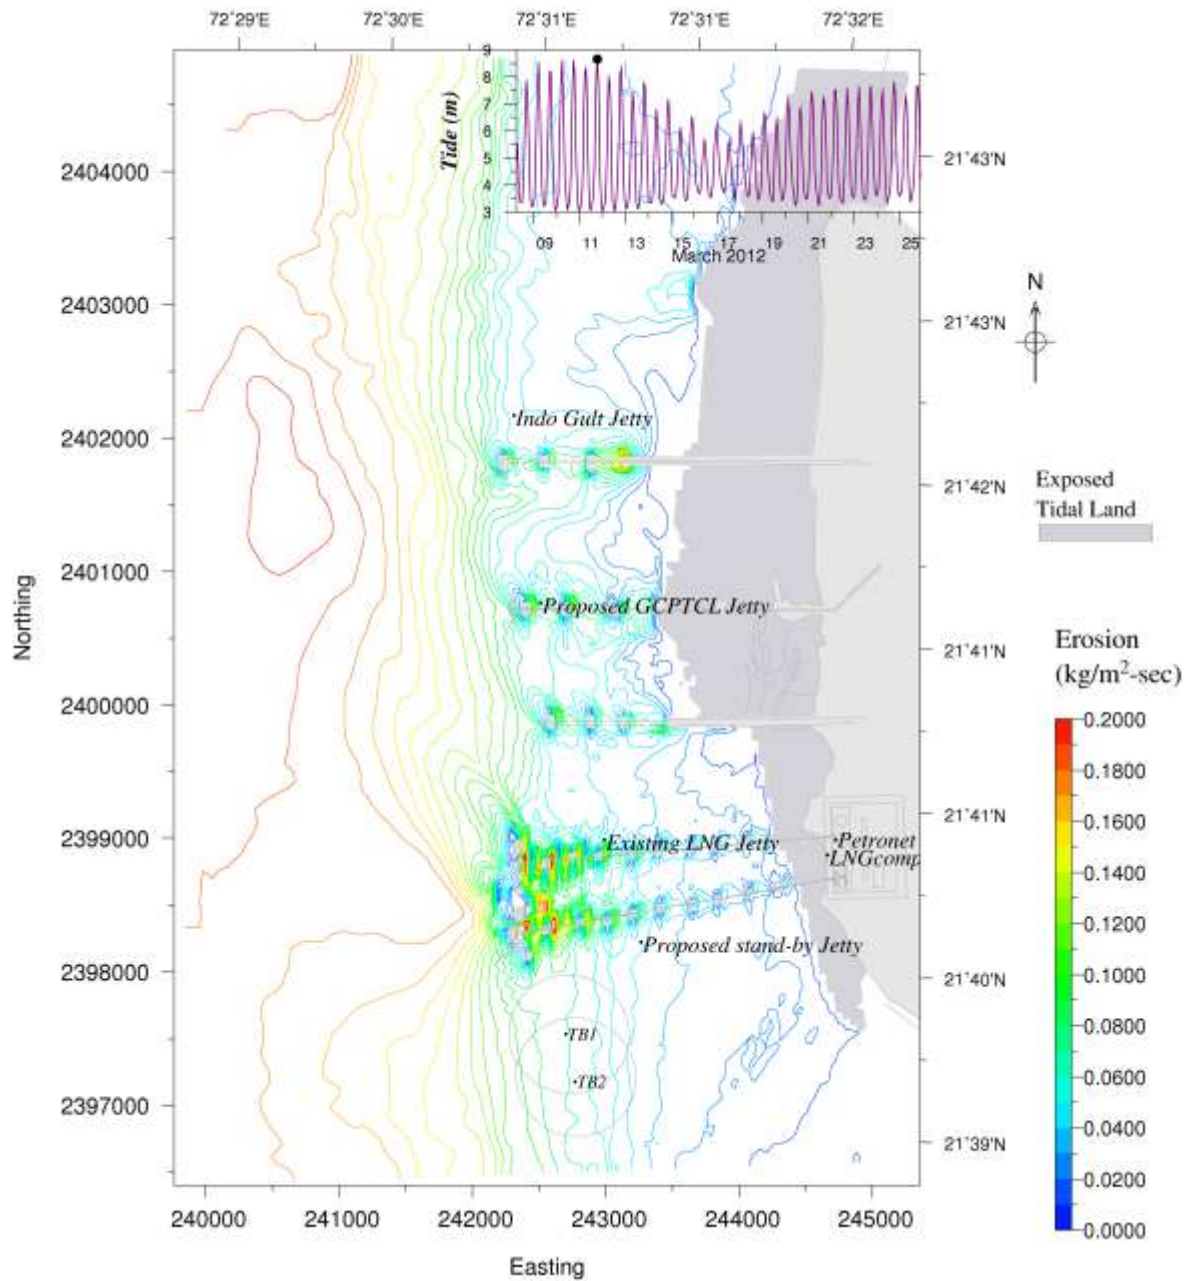 72°29'E
72°30'E
72°31'E
72°31'E
72°32'E
Tide (m)
9
8
7
6
5
4
3
09
11
13
15
17
19
21
23
25
March 2012
2404000
2403000
2402000
2401000
2400000
2399000
2398000
2397000
Northing
21°43'N
21°43'N
21°42'N
21°41'N
21°41'N
21°40'N
21°39'N
N
Indo Gult Jetty
Proposed GCPTCL Jetty
Existing LNG Jetty
Petronet
LNGcomp
Proposed stand-by Jetty
TB1
TB2
Exposed
Tidal Land
Erosion
(kg/m²-sec)
0.2000
0.1800
0.1600
0.1400
0.1200
0.1000
0.0800
0.0600
0.0400
0.0200
0.0000
240000
241000
242000
243000
244000
245000
Easting